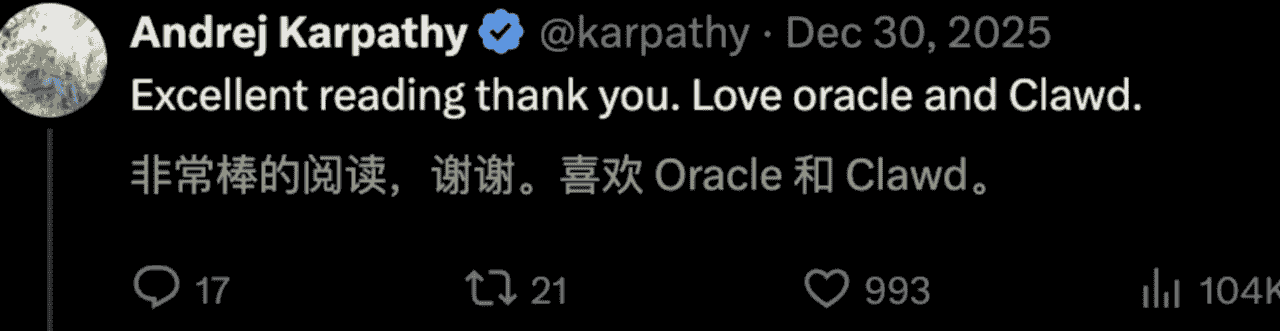 Andrej Karpathy @karpathy · Dec 30, 2025
Excellent reading thank you. Love oracle and Clawd.
非常棒的阅读，谢谢。喜欢 Oracle 和 Clawd。
17 21 993 104K